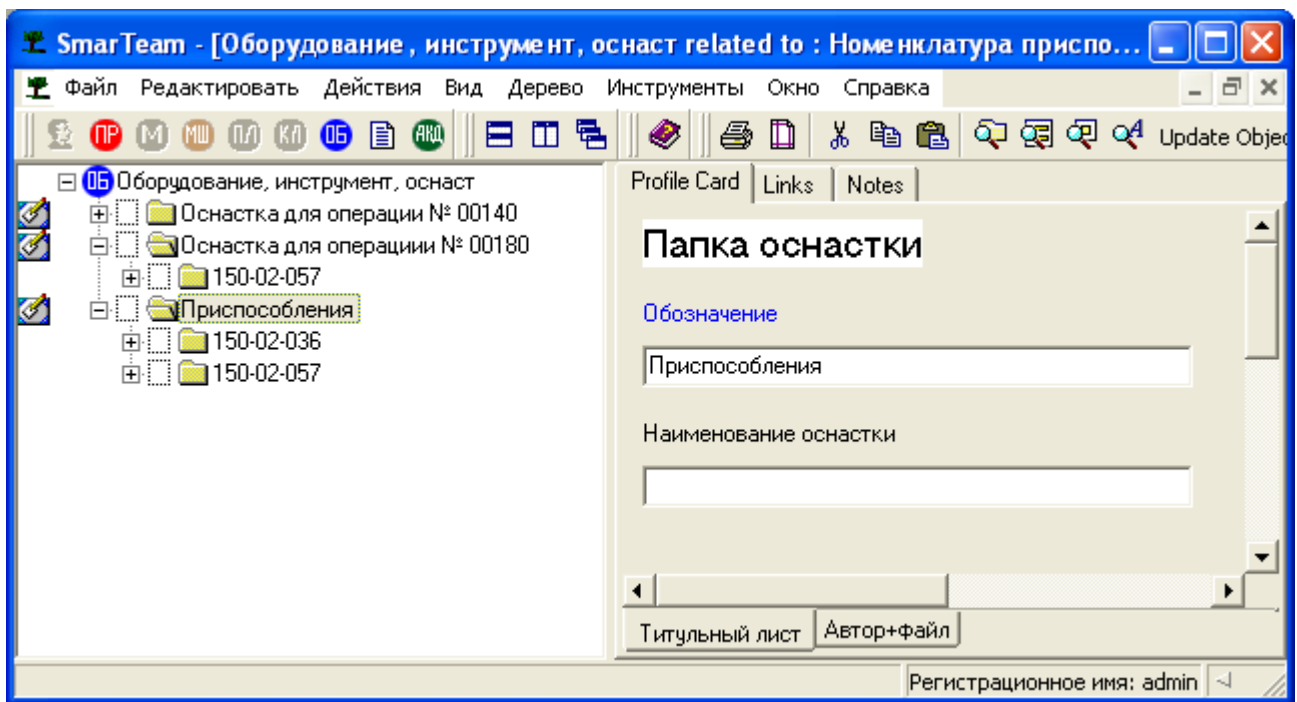 SmarTeam - [Оборудование, инструмент, оснаст related to : Номенклатура приспо...
Файл Редактировать Действия Вид Дерево Инструменты Окно Справка
ПР М МШ ПЛ КЛ ОБ АКД Update Objec
ОБ Оборудование, инструмент, оснаст
Оснастка для операции № 00140
Оснастка для операциии № 00180
150-02-057
Приспособления
150-02-036
150-02-057
Profile Card Links Notes
Папка оснастки
Обозначение
Приспособления
Наименование оснастки
Титульный лист Автор+файл
Регистрационное имя: admin